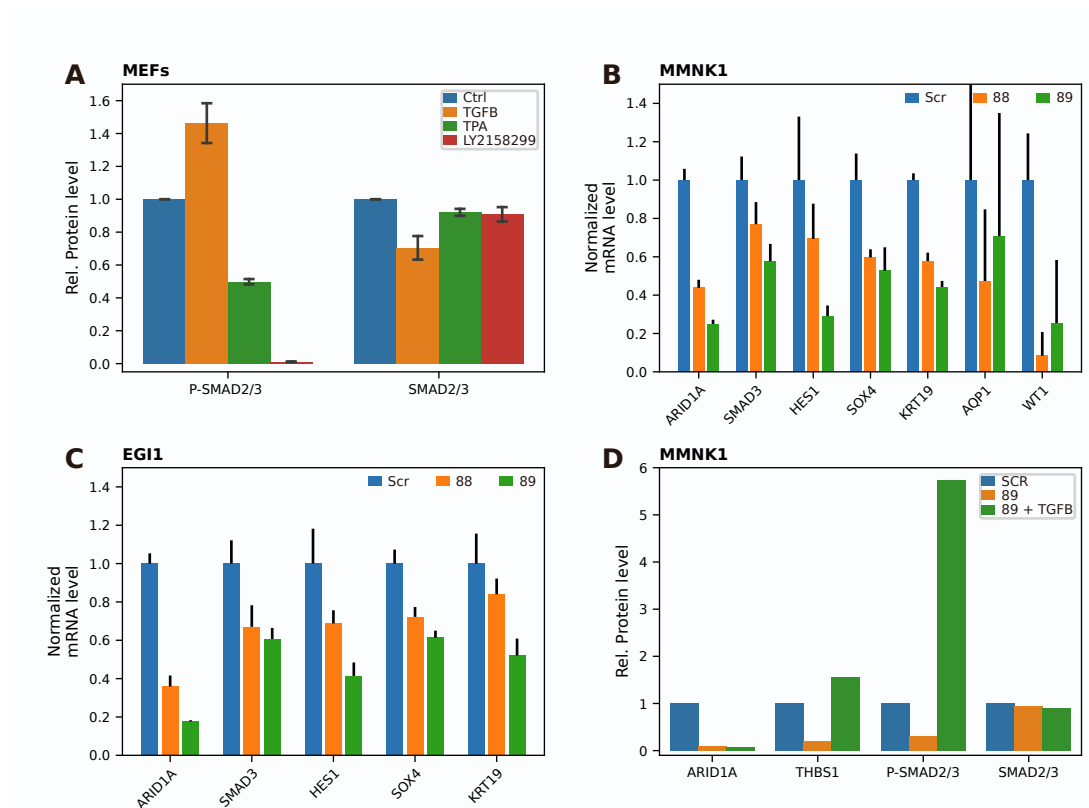 A
MEFs
Rel. Protein level
1.6
1.4
1.2
1.0
0.8
0.6
0.4
0.2
0.0
Ctrl
TGFB
TPA
LY2158299
P-SMAD2/3
SMAD2/3
B
MMNK1
Normalized
mRNA level
1.4
1.2
1.0
0.8
0.6
0.4
0.2
0.0
Scr
88
89
ARID1A
SMAD3
HES1
SOX4
KRT19
AQP1
WT1
C
EGI1
Normalized
mRNA level
1.4
1.2
1.0
0.8
0.6
0.4
0.2
0.0
Scr
88
89
ARID1A
SMAD3
HES1
SOX4
KRT19
D
MMNK1
Rel. Protein level
6
5
4
3
2
1
0
SCR
89
89 + TGFB
ARID1A
THBS1
P-SMAD2/3
SMAD2/3